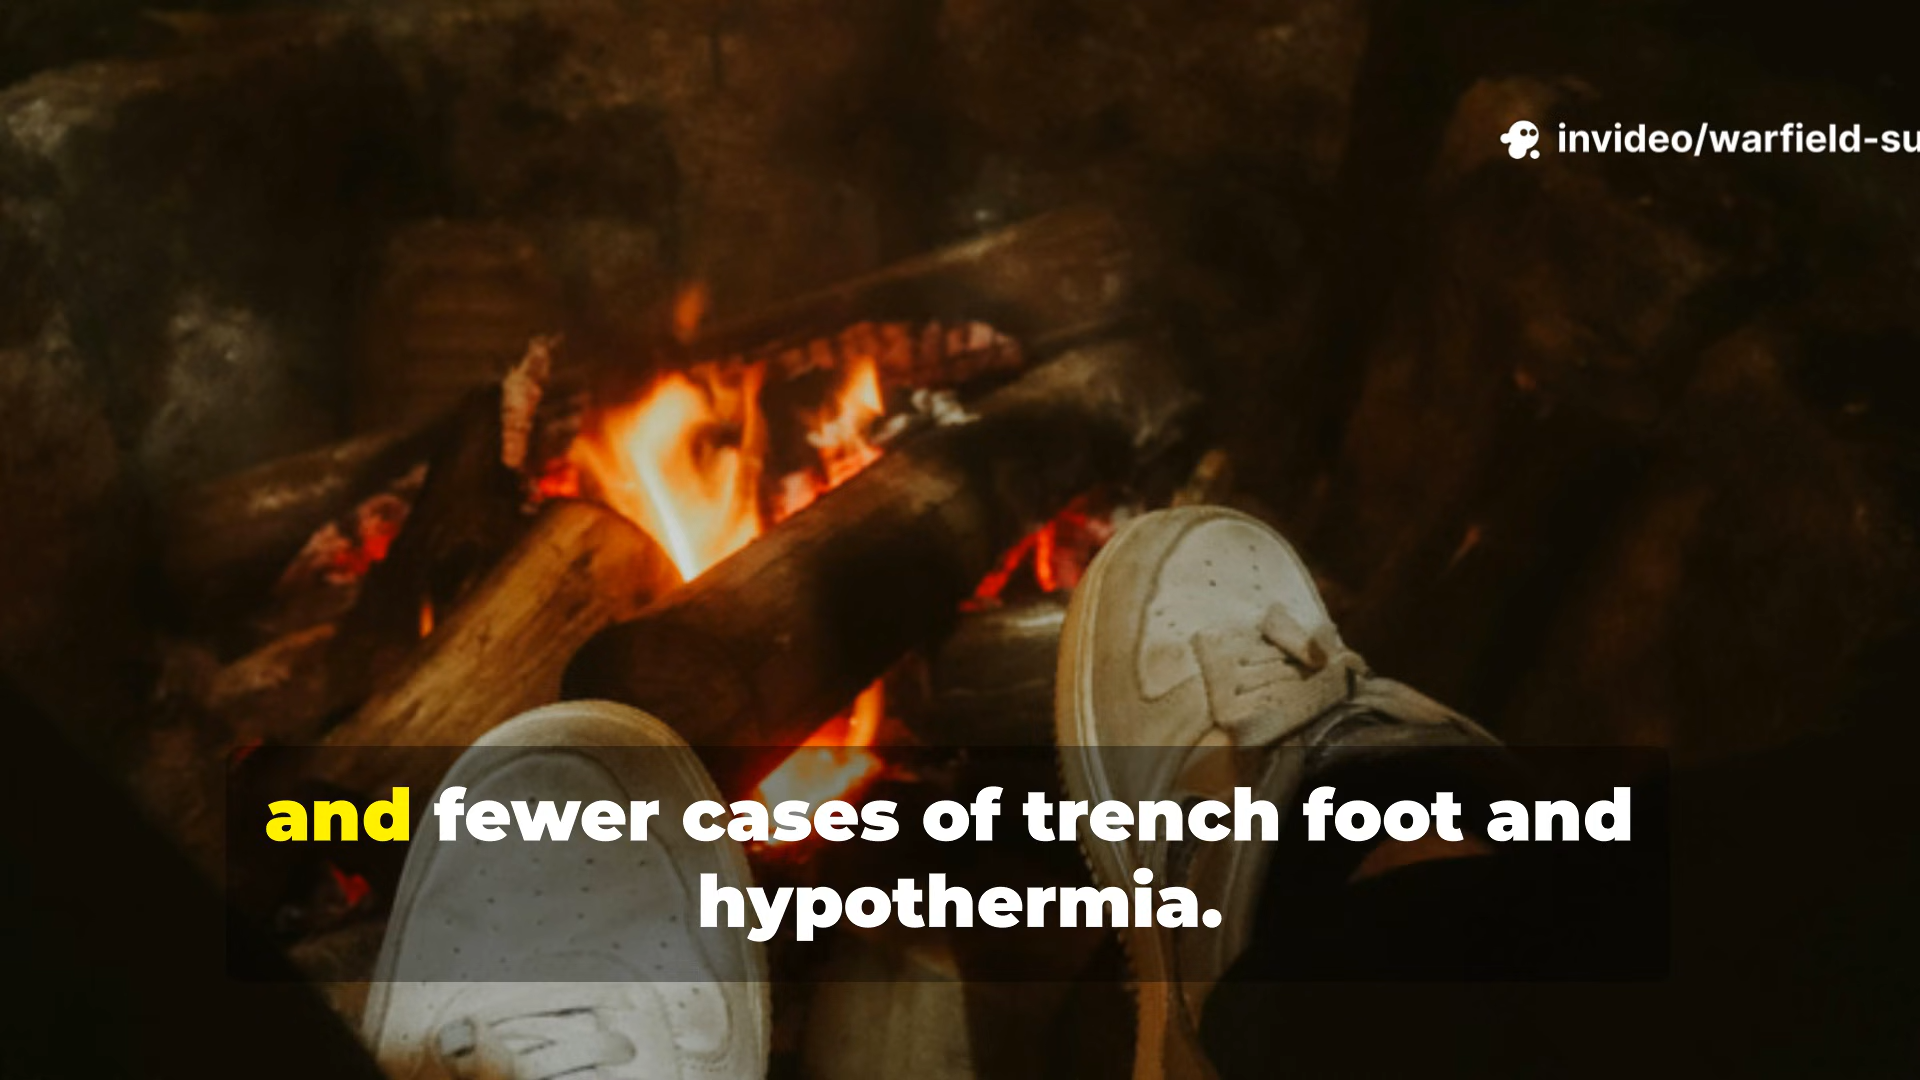 invideo/warfield-su
and fewer cases of trench foot and
hypothermia.